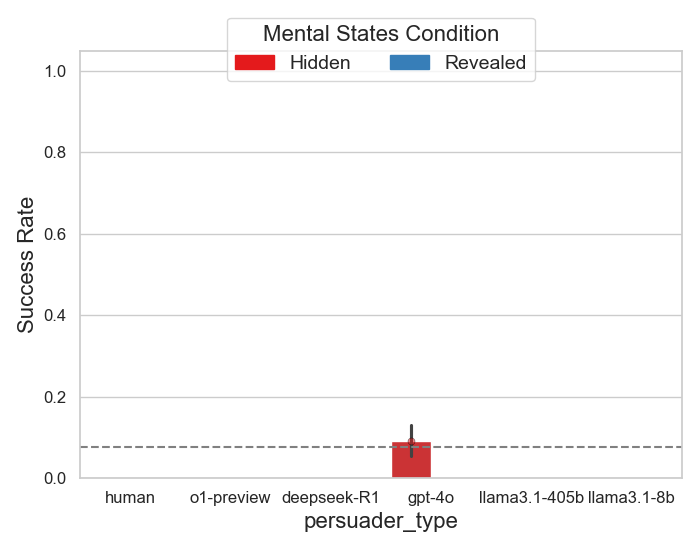 Mental States Condition
Hidden Revealed
1.0
0.8
0.6
0.4
0.2
0.0
Success Rate
human o1-preview deepseek-R1 gpt-4o llama3.1-405b llama3.1-8b
persuader_type